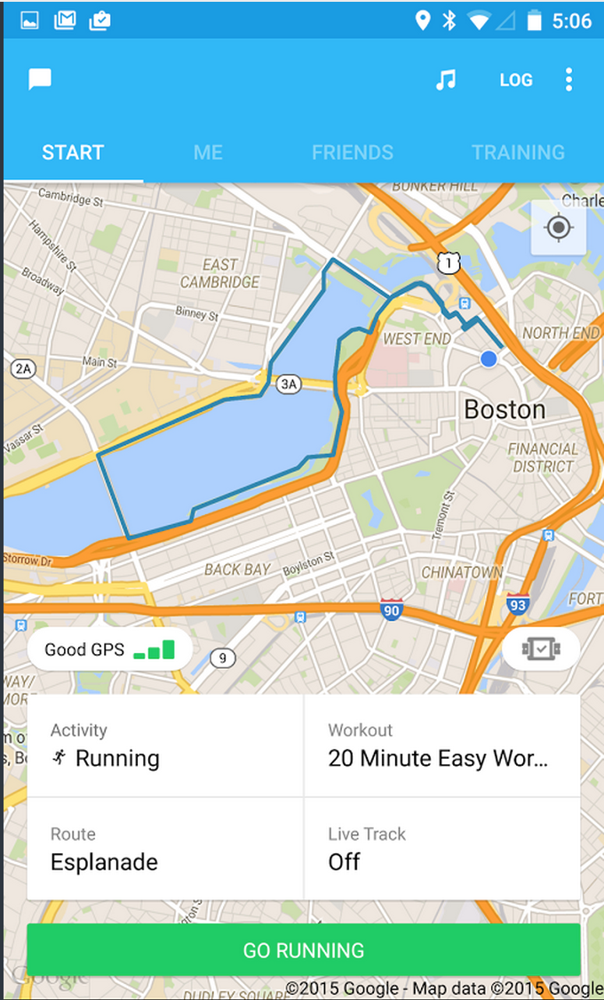 5:06
LOG
START
ME
FRIENDS
TRAINING
BUNKER HILL
Cambridge St
Charle
Hampshire St
1
EAST
CAMBRIDGE
Broadway
Binney St
WEST END
NORTH END
Main St
2A
3A
Boston
Vassar St
FINANCIAL
DISTRICT
Tremont St
Storrow Dr
BACK BAY
Boylston St
CHINATOWN
90
93
FORT
Good GPS
9
WAY/
MOR
Activity
Running
Workout
20 Minute Easy Wor...
m o
s, B
Route
Esplanade
Live Track
Off
GO RUNNING
Google
©2015 Google - Map data ©2015 Google
DUDLEY SQUARE